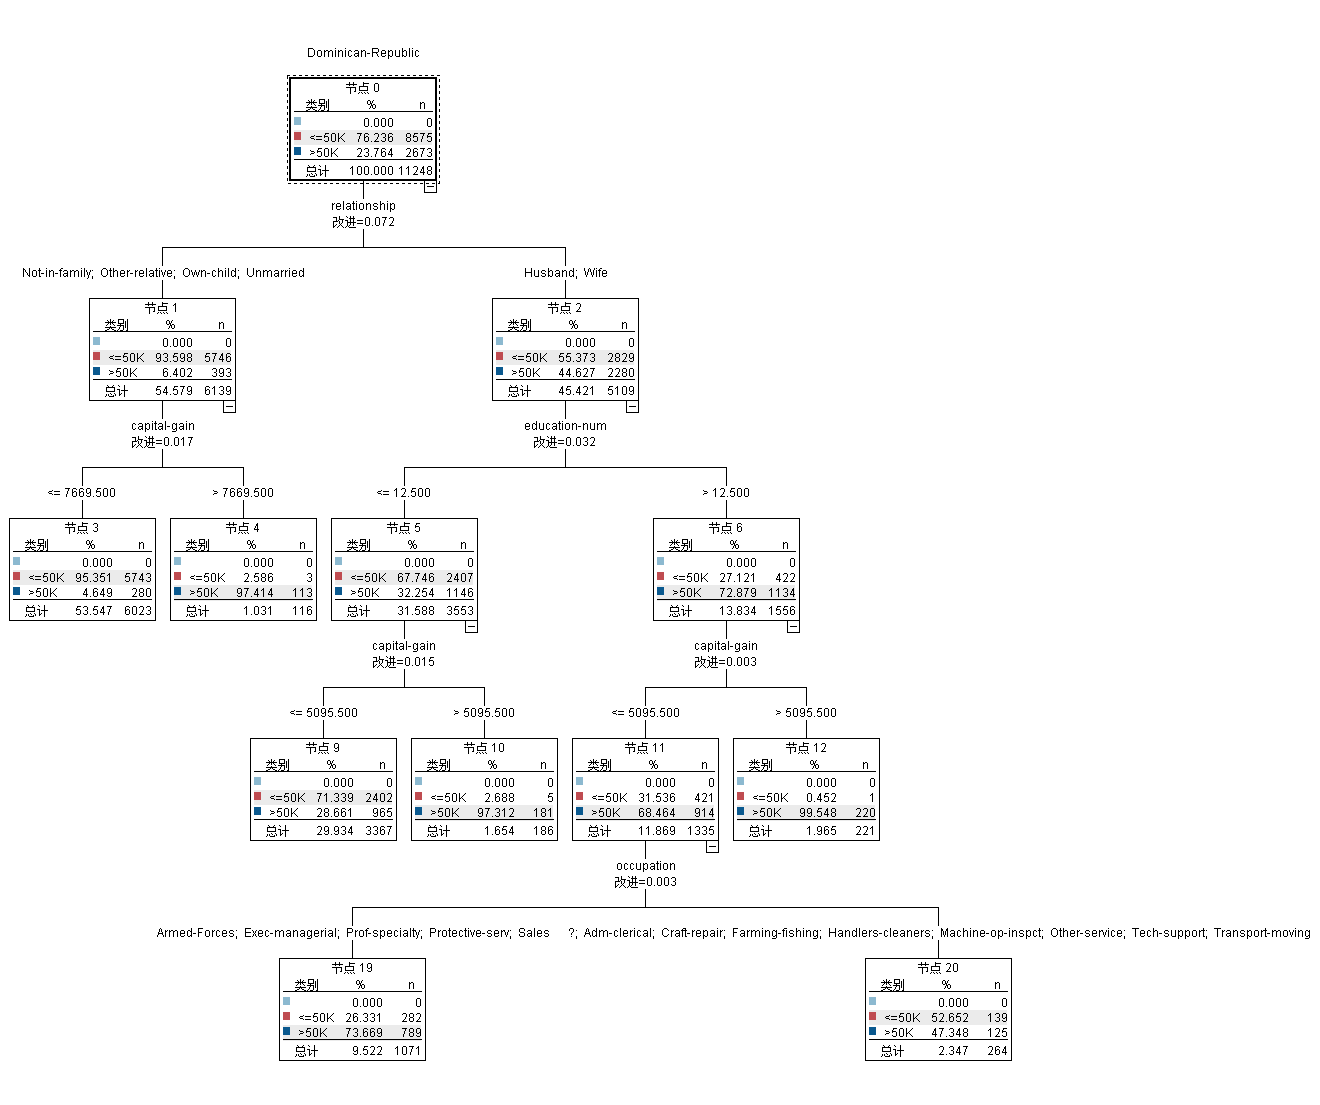 Dominican-Republic
节点 0
类别 % n
0.000 0
<=50K 76.236 8575
>50K 23.764 2673
总计 100.000 11248
relationship
改进=0.072
Not-in-family; Other-relative; Own-child; Unmarried
Husband; Wife
节点 1
类别 % n
0.000 0
<=50K 93.598 5746
>50K 6.402 393
总计 54.579 6139
capital-gain
改进=0.017
节点 2
类别 % n
0.000 0
<=50K 55.373 2829
>50K 44.627 2280
总计 45.421 5109
education-num
改进=0.032
<= 7669.500
> 7669.500
<= 12.500
> 12.500
节点 3
类别 % n
0.000 0
<=50K 95.351 5743
>50K 4.649 280
总计 53.547 6023
节点 4
类别 % n
0.000 0
<=50K 2.586 3
>50K 97.414 113
总计 1.031 116
节点 5
类别 % n
0.000 0
<=50K 67.746 2407
>50K 32.254 1146
总计 31.588 3553
capital-gain
改进=0.015
节点 6
类别 % n
0.000 0
<=50K 27.121 422
>50K 72.879 1134
总计 13.834 1556
capital-gain
改进=0.003
<= 5095.500
> 5095.500
<= 5095.500
> 5095.500
节点 9
类别 % n
0.000 0
<=50K 71.339 2402
>50K 28.661 965
总计 29.934 3367
节点 10
类别 % n
0.000 0
<=50K 2.688 5
>50K 97.312 181
总计 1.654 186
节点 11
类别 % n
0.000 0
<=50K 31.536 421
>50K 68.464 914
总计 11.869 1335
节点 12
类别 % n
0.000 0
<=50K 0.452 1
>50K 99.548 220
总计 1.965 221
occupation
改进=0.003
Armed-Forces; Exec-managerial; Prof-specialty; Protective-serv; Sales
?; Adm-clerical; Craft-repair; Farming-fishing; Handlers-cleaners; Machine-op-inspct; Other-service; Tech-support; Transport-moving
节点 19
类别 % n
0.000 0
<=50K 26.331 282
>50K 73.669 789
总计 9.522 1071
节点 20
类别 % n
0.000 0
<=50K 52.652 139
>50K 47.348 125
总计 2.347 264